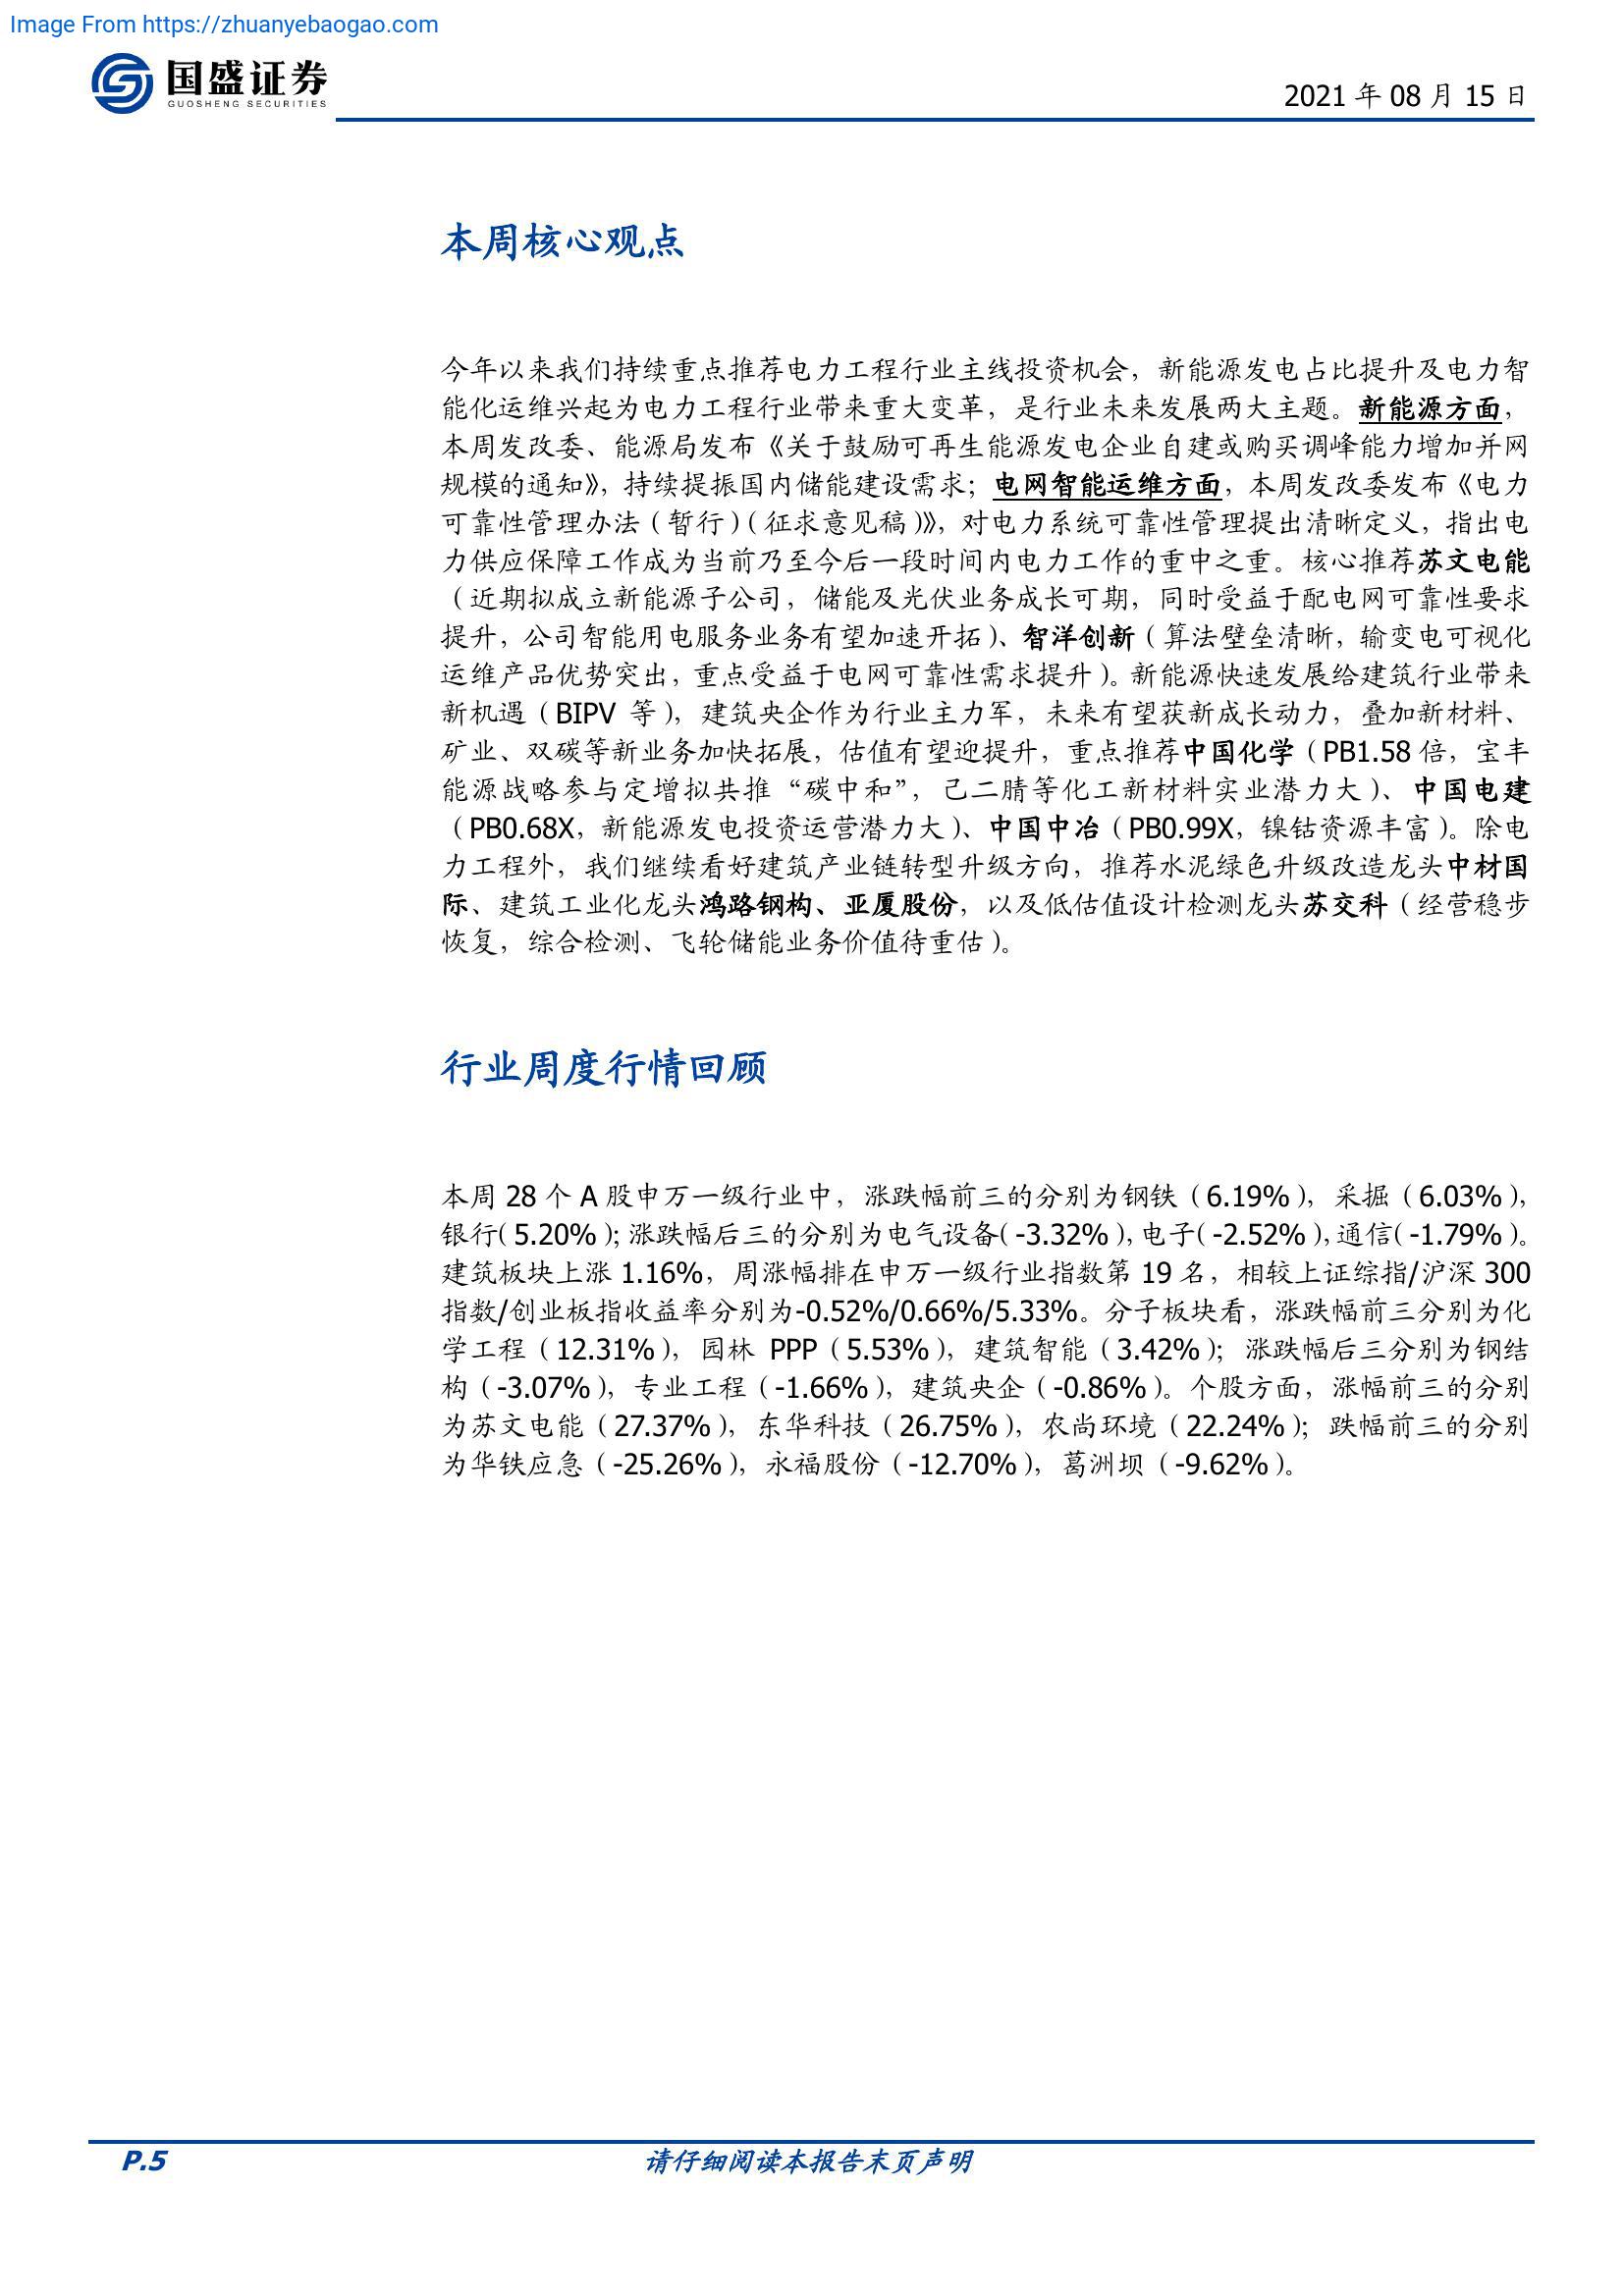 Image From https://zhuanyebaogao.com
国盛证券
GUOSHENG SECURITIES
2021 年 08 月 15 日
本周核心观点
今年以来我们持续重点推荐电力工程行业主线投资机会，新能源发电占比提升及电力智
能化运维兴起为电力工程行业带来重大变革，是行业未来发展两大主题。新能源方面，
本周发改委、能源局发布《关于鼓励可再生能源发电企业自建或购买调峰能力增加并网
规模的通知》，持续提振国内储能建设需求；电网智能运维方面，本周发改委发布《电力
可靠性管理办法（暂行）（征求意见稿）》，对电力系统可靠性管理提出清晰定义，指出电
力供应保障工作成为当前乃至今后一段时间内电力工作的重中之重。核心推荐苏文电能
（近期拟成立新能源子公司，储能及光伏业务成长可期，同时受益于配电网可靠性要求
提升，公司智能用电服务业务有望加速开拓）、智洋创新（算法壁垒清晰，输变电可视化
运维产品优势突出，重点受益于电网可靠性需求提升）。新能源快速发展给建筑行业带来
新机遇（BIPV 等），建筑央企作为行业主力军，未来有望获新成长动力，叠加新材料、
矿业、双碳等新业务加快拓展，估值有望迎提升，重点推荐中国化学（PB1.58 倍，宝丰
能源战略参与定增拟共推“碳中和”，己二腈等化工新材料实业潜力大）、中国电建
（PB0.68X，新能源发电投资运营潜力大）、中国中冶（PB0.99X，镍钴资源丰富）。除电
力工程外，我们继续看好建筑产业链转型升级方向，推荐水泥绿色升级改造龙头中材国
际、建筑工业化龙头鸿路钢构、亚厦股份，以及低估值设计检测龙头苏交科（经营稳步
恢复，综合检测、飞轮储能业务价值待重估）。
行业周度行情回顾
本周 28 个 A 股申万一级行业中，涨跌幅前三的分别为钢铁（6.19%），采掘（6.03%），
银行（5.20%）；涨跌幅后三的分别为电气设备（-3.32%），电子（-2.52%），通信（-1.79%）。
建筑板块上涨 1.16%，周涨幅排在申万一级行业指数第 19 名，相较上证综指/沪深 300
指数/创业板指收益率分别为-0.52%/0.66%/5.33%。分子板块看，涨跌幅前三分别为化
学工程（12.31%），园林 PPP（5.53%），建筑智能（3.42%）；涨跌幅后三分别为钢结
构（-3.07%），专业工程（-1.66%），建筑央企（-0.86%）。个股方面，涨幅前三的分别
为苏文电能（27.37%），东华科技（26.75%），农尚环境（22.24%）；跌幅前三的分别
为华铁应急（-25.26%），永福股份（-12.70%），葛洲坝（-9.62%）。
P.5
请仔细阅读本报告末页声明